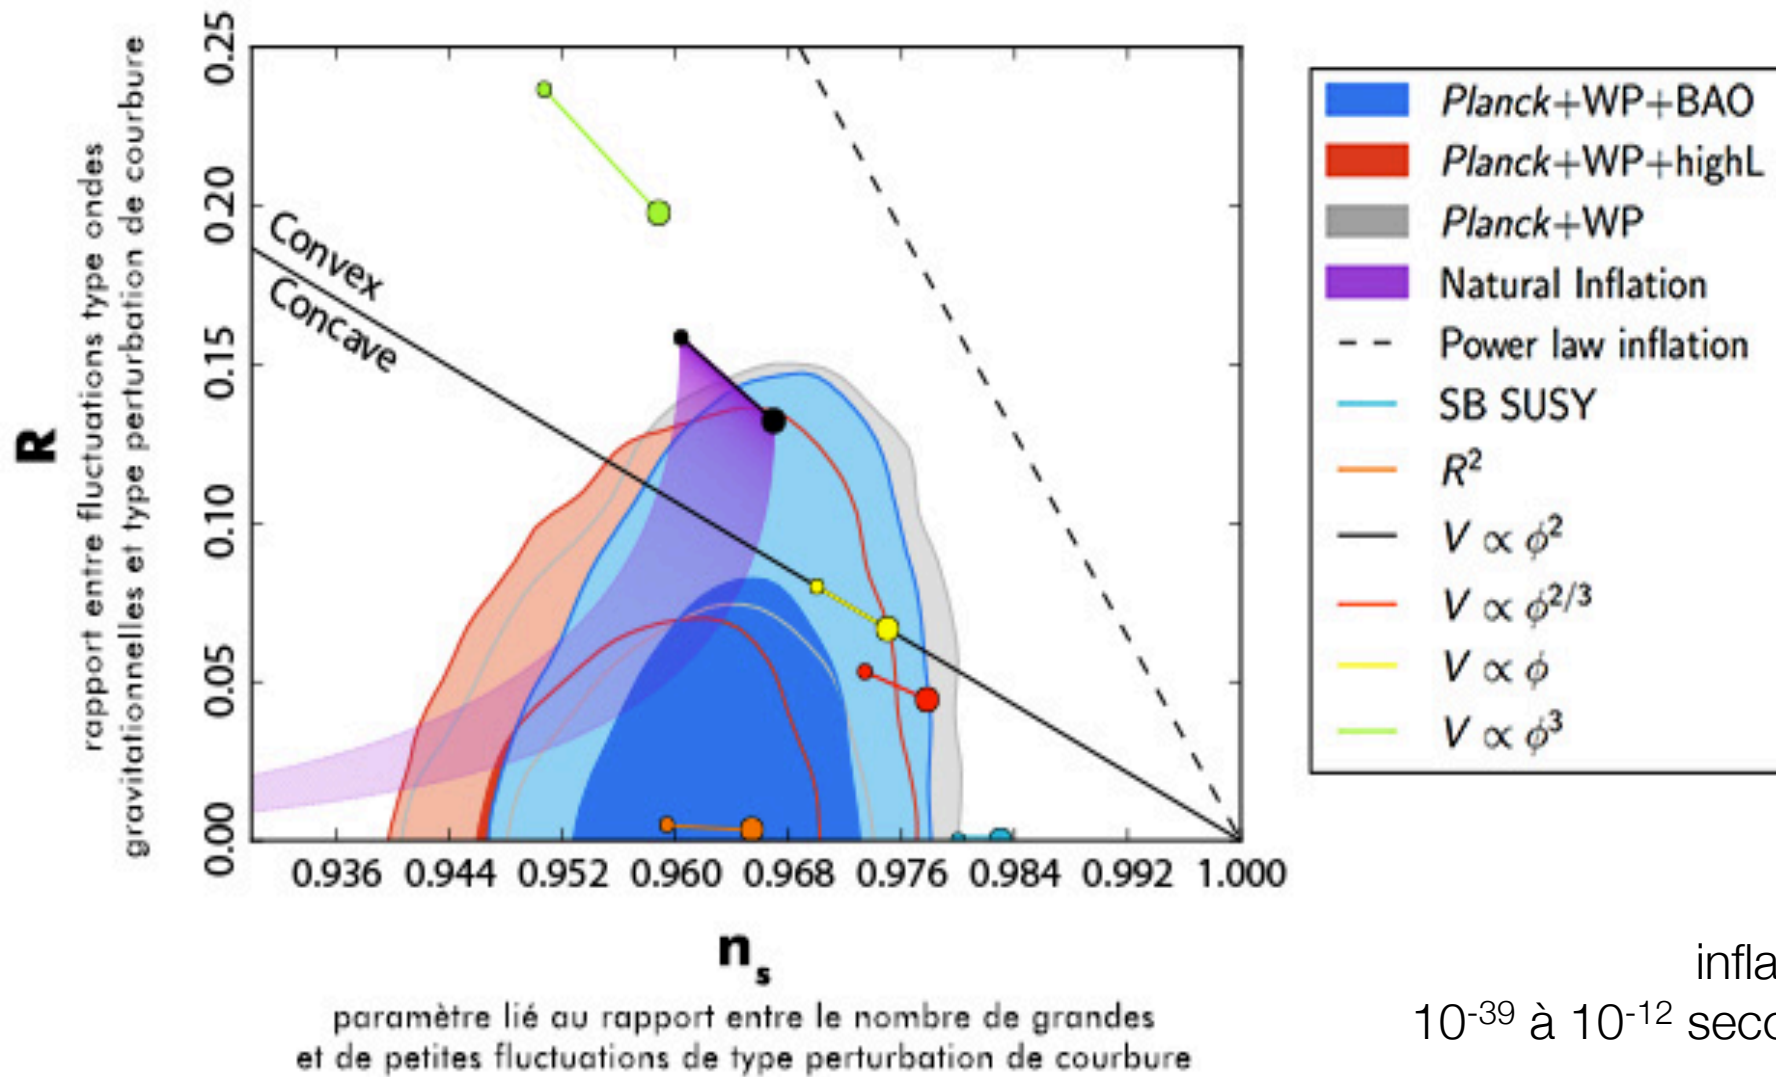 R
rapport entre fluctuations type ondes
gravitationnelles et type perturbation de courbure
0.25
0.20
0.15
0.10
0.05
0.00
Convex
Concave
0.936 0.944 0.952 0.960 0.968 0.976 0.984 0.992 1.000
n_s
paramètre lié au rapport entre le nombre de grandes
et de petites fluctuations de type perturbation de courbure
Planck+WP+BAO
Planck+WP+highL
Planck+WP
Natural Inflation
Power law inflation
SB SUSY
R²
V ∝ ϕ²
V ∝ ϕ^{2/3}
V ∝ ϕ
V ∝ ϕ³
infla
10⁻³⁹ à 10⁻¹² seco